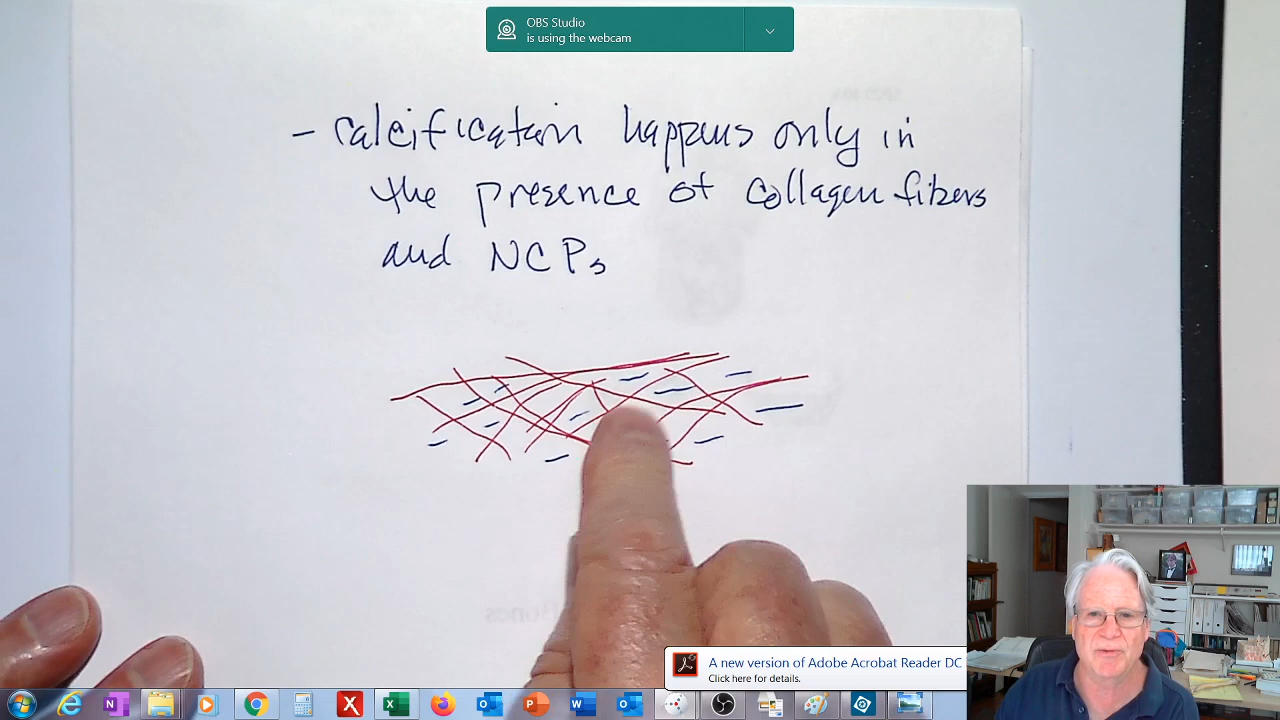 OBS Studio
is using the webcam
- calcification happens only in
the presence of collagen fibers
and NCPs
A new version of Adobe Acrobat Reader DC
Click here for details.